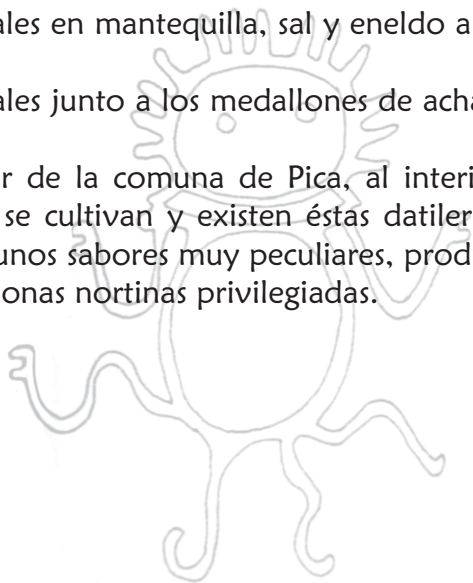 ales en mantequilla, sal y eneldo a
ales junto a los medallones de acha
r de la comuna de Pica, al interi
se cultivan y existen éstas datiler
unos sabores muy peculiares, prod
onas nortinas privilegiadas.